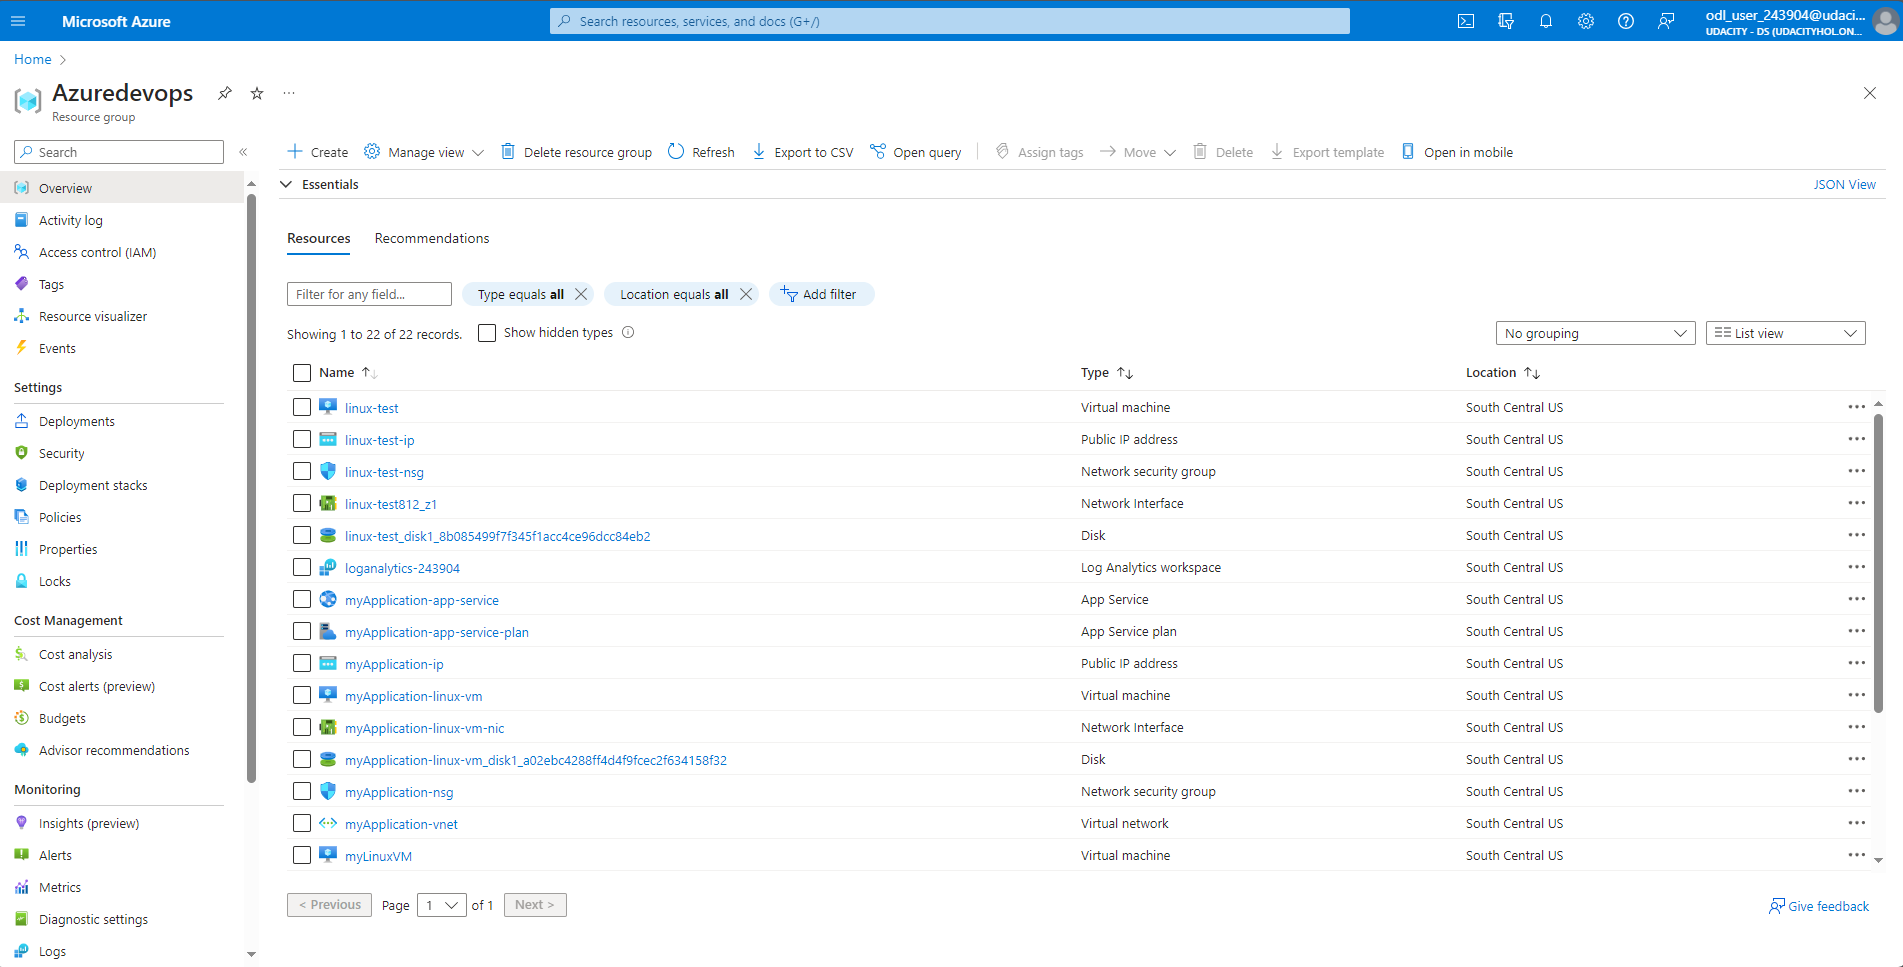 Microsoft Azure
Search resources, services, and docs (G+/)
odl_user_243904@udaci...
UDACITY - DS (UDACITYHOL.ON...
Home
Azuredevops
Resource group
Search
Create
Manage view
Delete resource group
Refresh
Export to CSV
Open query
Assign tags
Move
Delete
Export template
Open in mobile
Overview
Activity log
Access control (IAM)
Tags
Resource visualizer
Events
Settings
Deployments
Security
Deployment stacks
Policies
Properties
Locks
Cost Management
Cost analysis
Cost alerts (preview)
Budgets
Advisor recommendations
Monitoring
Insights (preview)
Alerts
Metrics
Diagnostic settings
Logs
Essentials
JSON View
Resources
Recommendations
Filter for any field...
Type equals all
Location equals all
Add filter
Showing 1 to 22 of 22 records.
Show hidden types
No grouping
List view
Name Type Location
linux-test Virtual machine South Central US
linux-test-ip Public IP address South Central US
linux-test-nsg Network security group South Central US
linux-test812_z1 Network Interface South Central US
linux-test_disk1_8b085499f7f345f1acc4ce96dcc84eb2 Disk South Central US
loganalytics-243904 Log Analytics workspace South Central US
myApplication-app-service App Service South Central US
myApplication-app-service-plan App Service plan South Central US
myApplication-ip Public IP address South Central US
myApplication-linux-vm Virtual machine South Central US
myApplication-linux-vm-nic Network Interface South Central US
myApplication-linux-vm_disk1_a02ebc4288ff4d4f9fcec2f634158f32 Disk South Central US
myApplication-nsg Network security group South Central US
myApplication-vnet Virtual network South Central US
myLinuxVM Virtual machine South Central US
< Previous
Page 1 of 1
Next >
Give feedback